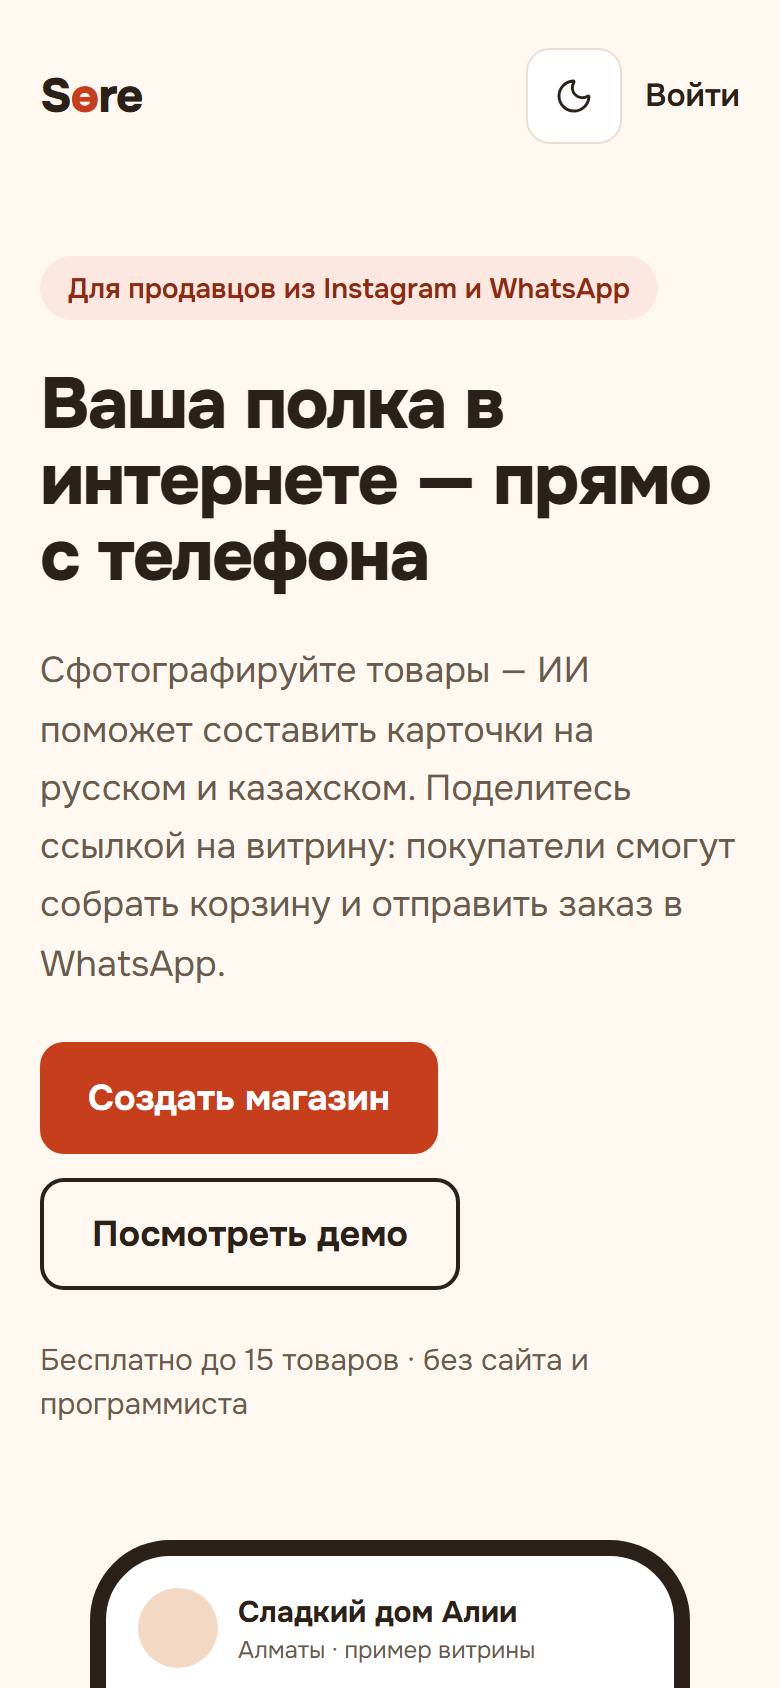 Sөre
Войти
Для продавцов из Instagram и WhatsApp
Ваша полка в
интернете — прямо
с телефона
Сфотографируйте товары — ИИ
поможет составить карточки на
русском и казахском. Поделитесь
ссылкой на витрину: покупатели смогут
собрать корзину и отправить заказ в
WhatsApp.
Создать магазин
Посмотреть демо
Бесплатно до 15 товаров · без сайта и
программиста
Сладкий дом Алии
Алматы · пример витрины